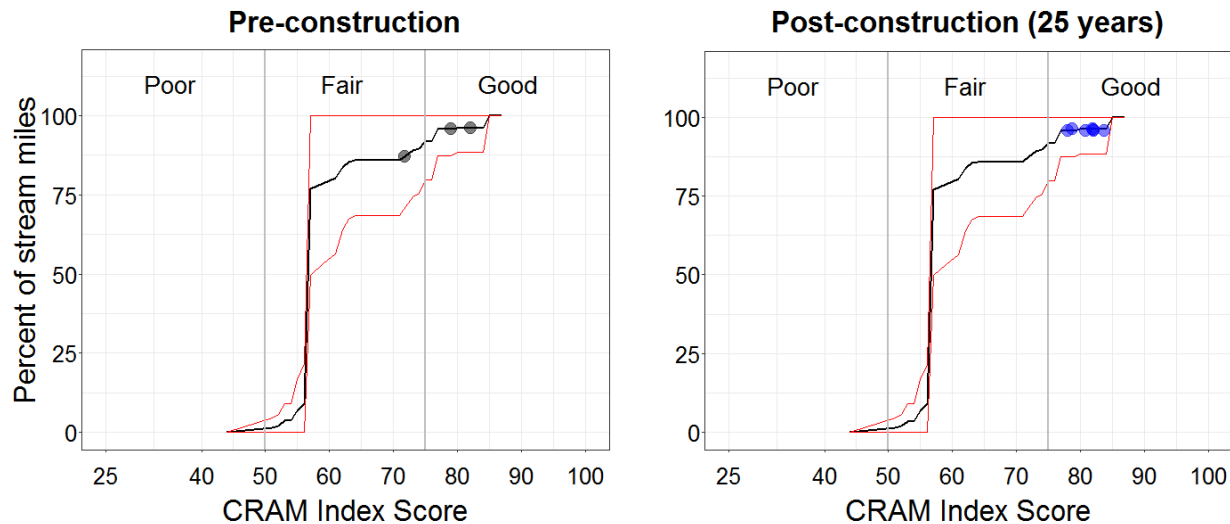 Pre-construction
Post-construction (25 years)
Percent of stream miles
Poor
Fair
Good
100
75
50
25
0
25
40
50
60
70
80
90
100
CRAM Index Score
Poor
Fair
Good
100
75
50
25
0
25
40
50
60
70
80
90
100
CRAM Index Score